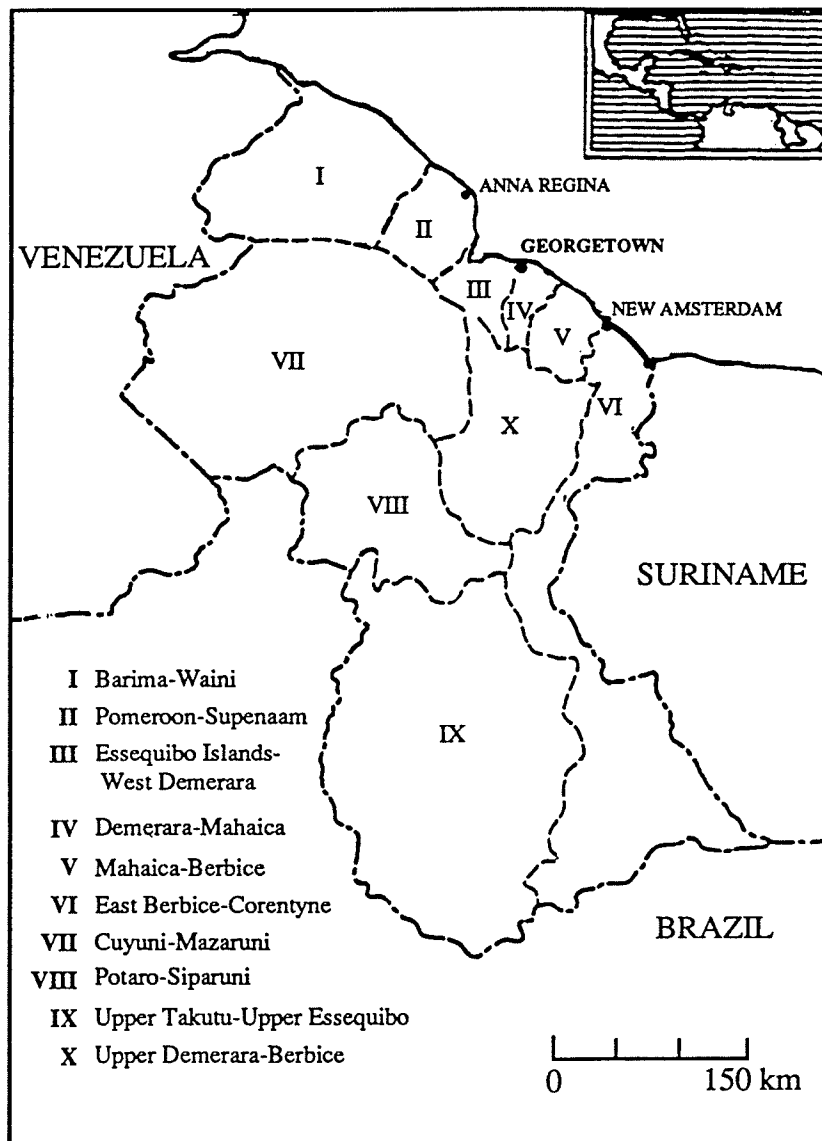 I
ANNA REGINA
II
VENEZUELA
GEORGETOWN
III
IV
NEW AMSTERDAM
V
VII
VI
X
VIII
SURINAME
IX
I Barima-Waini
II Pomeroon-Supenaam
III Essequibo Islands-
West Demerara
IV Demerara-Mahaica
V Mahaica-Berbice
VI East Berbice-Corentyne
VII Cuyuni-Mazaruni
VIII Potaro-Siparuni
IX Upper Takutu-Upper Essequibo
X Upper Demerara-Berbice
BRAZIL
0 150 km